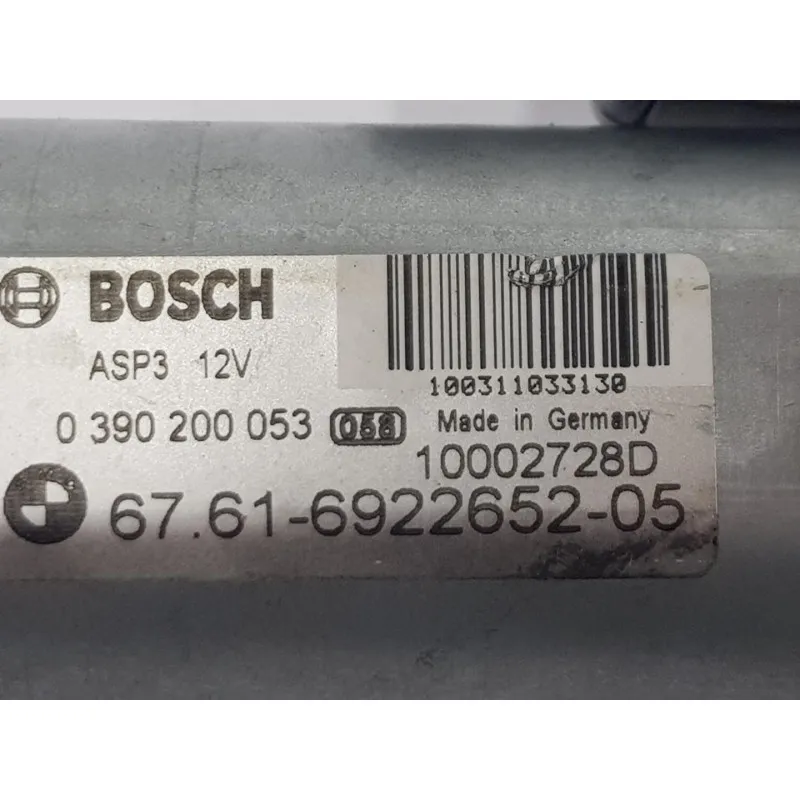 BOSCH
ASP3 12V
100311033130
0 390 200 053 058 Made in Germany
10002728D
67.61-6922652-05